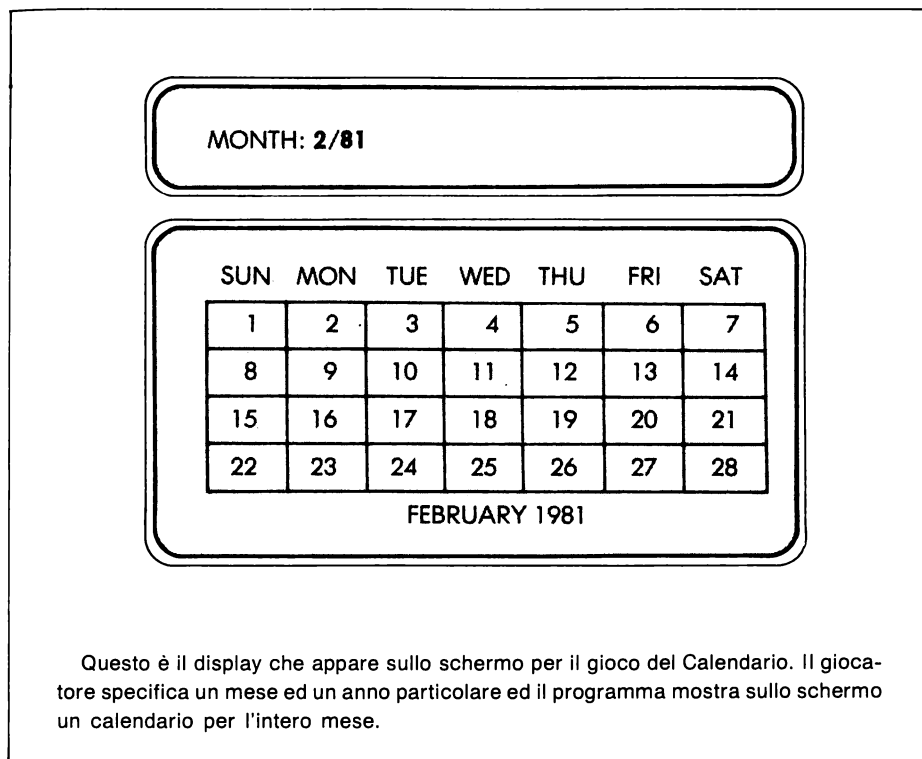 MONTH: 2/81
SUN MON TUE WED THU FRI SAT
1 2 3 4 5 6 7
8 9 10 11 12 13 14
15 16 17 18 19 20 21
22 23 24 25 26 27 28
FEBRUARY 1981
Questo è il display che appare sullo schermo per il gioco del Calendario. Il gioca-
tore specifica un mese ed un anno particolare ed il programma mostra sullo schermo
un calendario per l'intero mese.